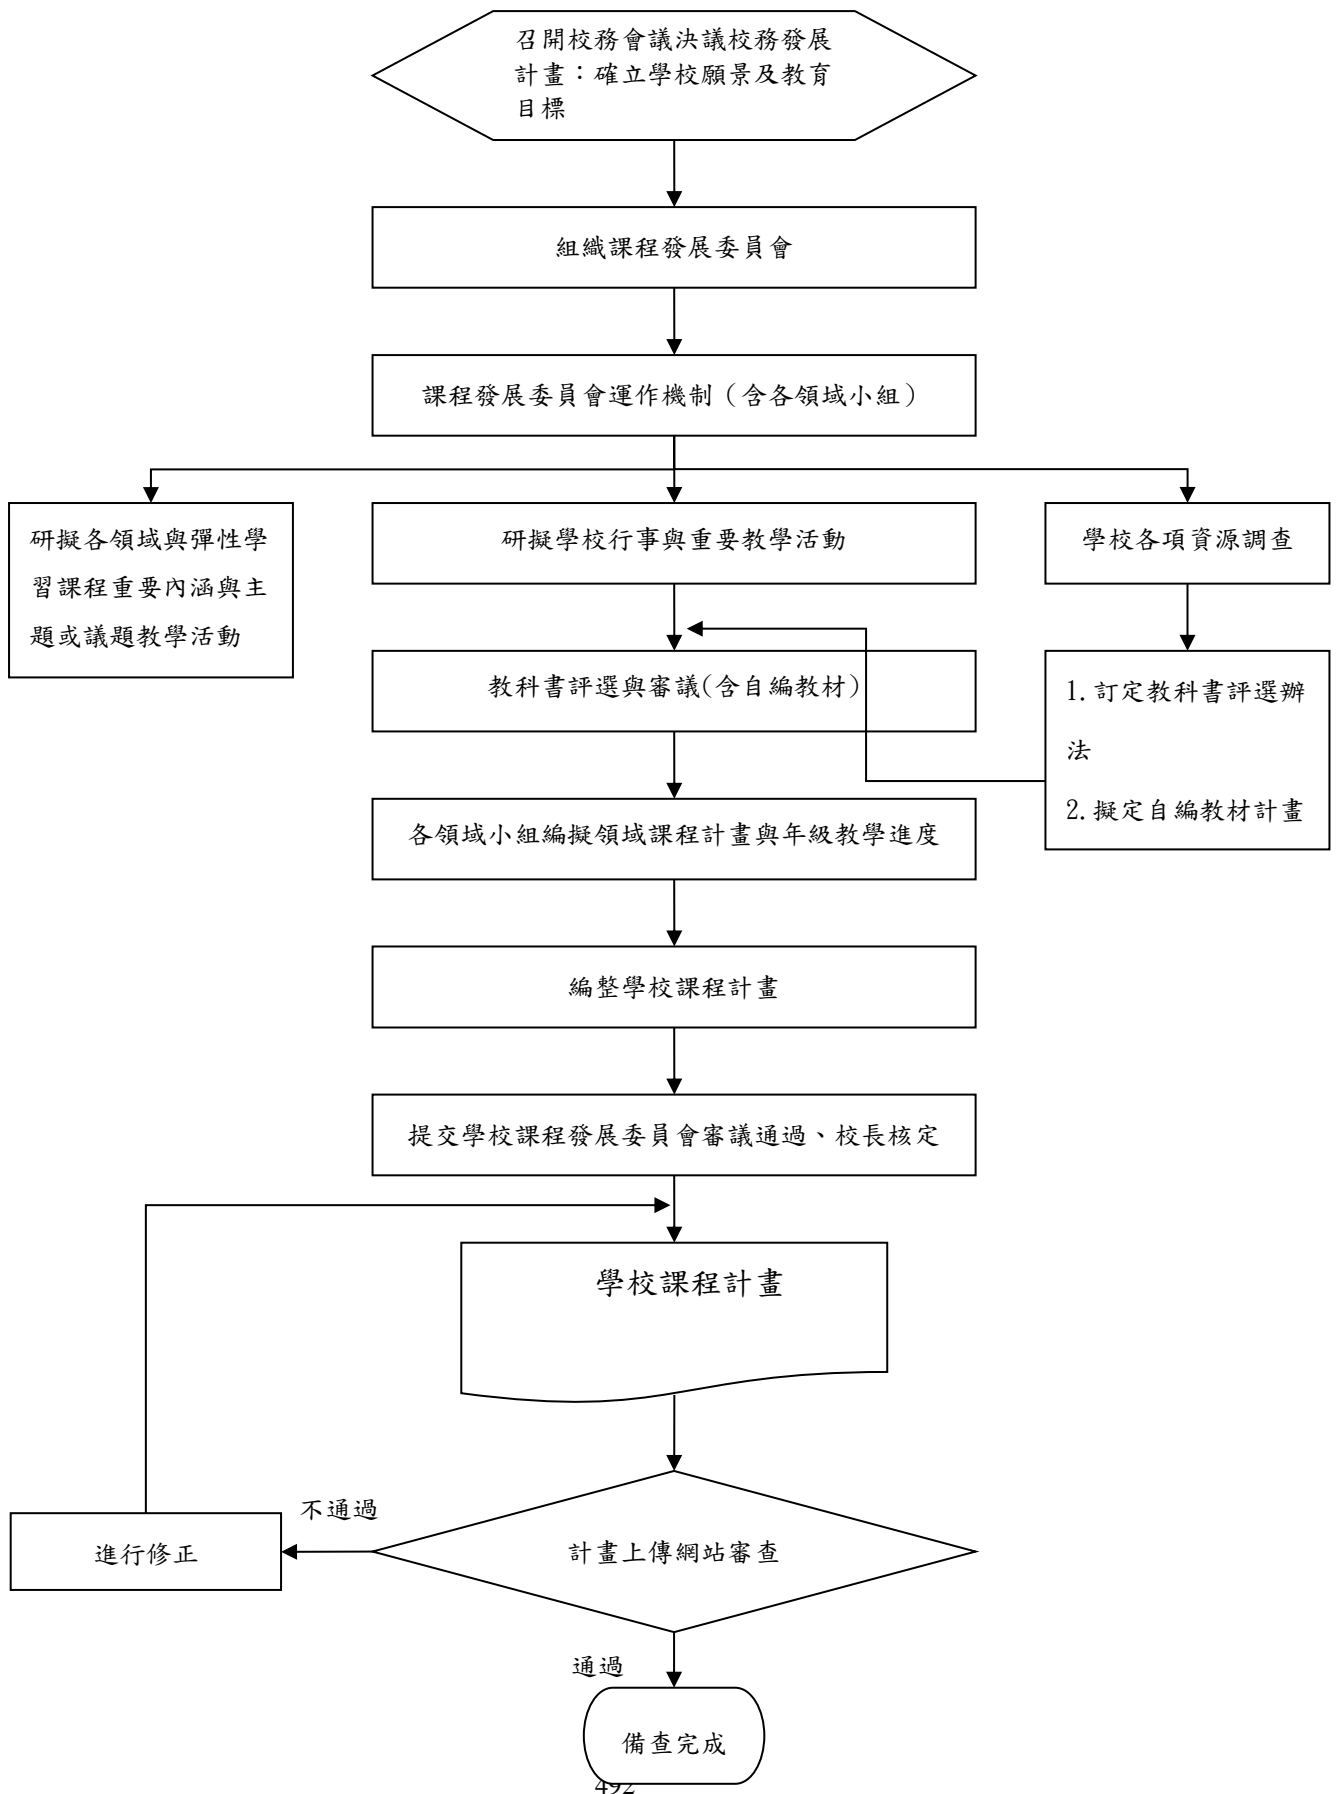 召開校務會議決議校務發展
計畫：確立學校願景及教育
目標
組織課程發展委員會
課程發展委員會運作機制（含各領域小組）
研擬各領域與彈性學
習課程重要內涵與主
題或議題教學活動
研擬學校行事與重要教學活動
學校各項資源調查
教科書評選與審議(含自編教材)
1. 訂定教科書評選辦
法
2. 擬定自編教材計畫
各領域小組編擬領域課程計畫與年級教學進度
編整學校課程計畫
提交學校課程發展委員會審議通過、校長核定
學校課程計畫
不通過
進行修正
計畫上傳網站審查
通過
備查完成
492